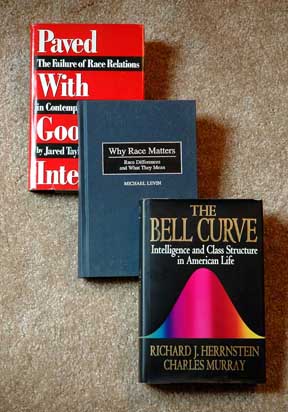 Paved
The Failure of Race Relations
With
in Contemp
Goo
by Jared Tay
Inte
Why Race Matters
Race Differences
and What They Mean
MICHAEL LEVIN
THE
BELL CURVE
Intelligence and Class Structure
in American Life
RICHARD J. HERRNSTEIN
CHARLES MURRAY